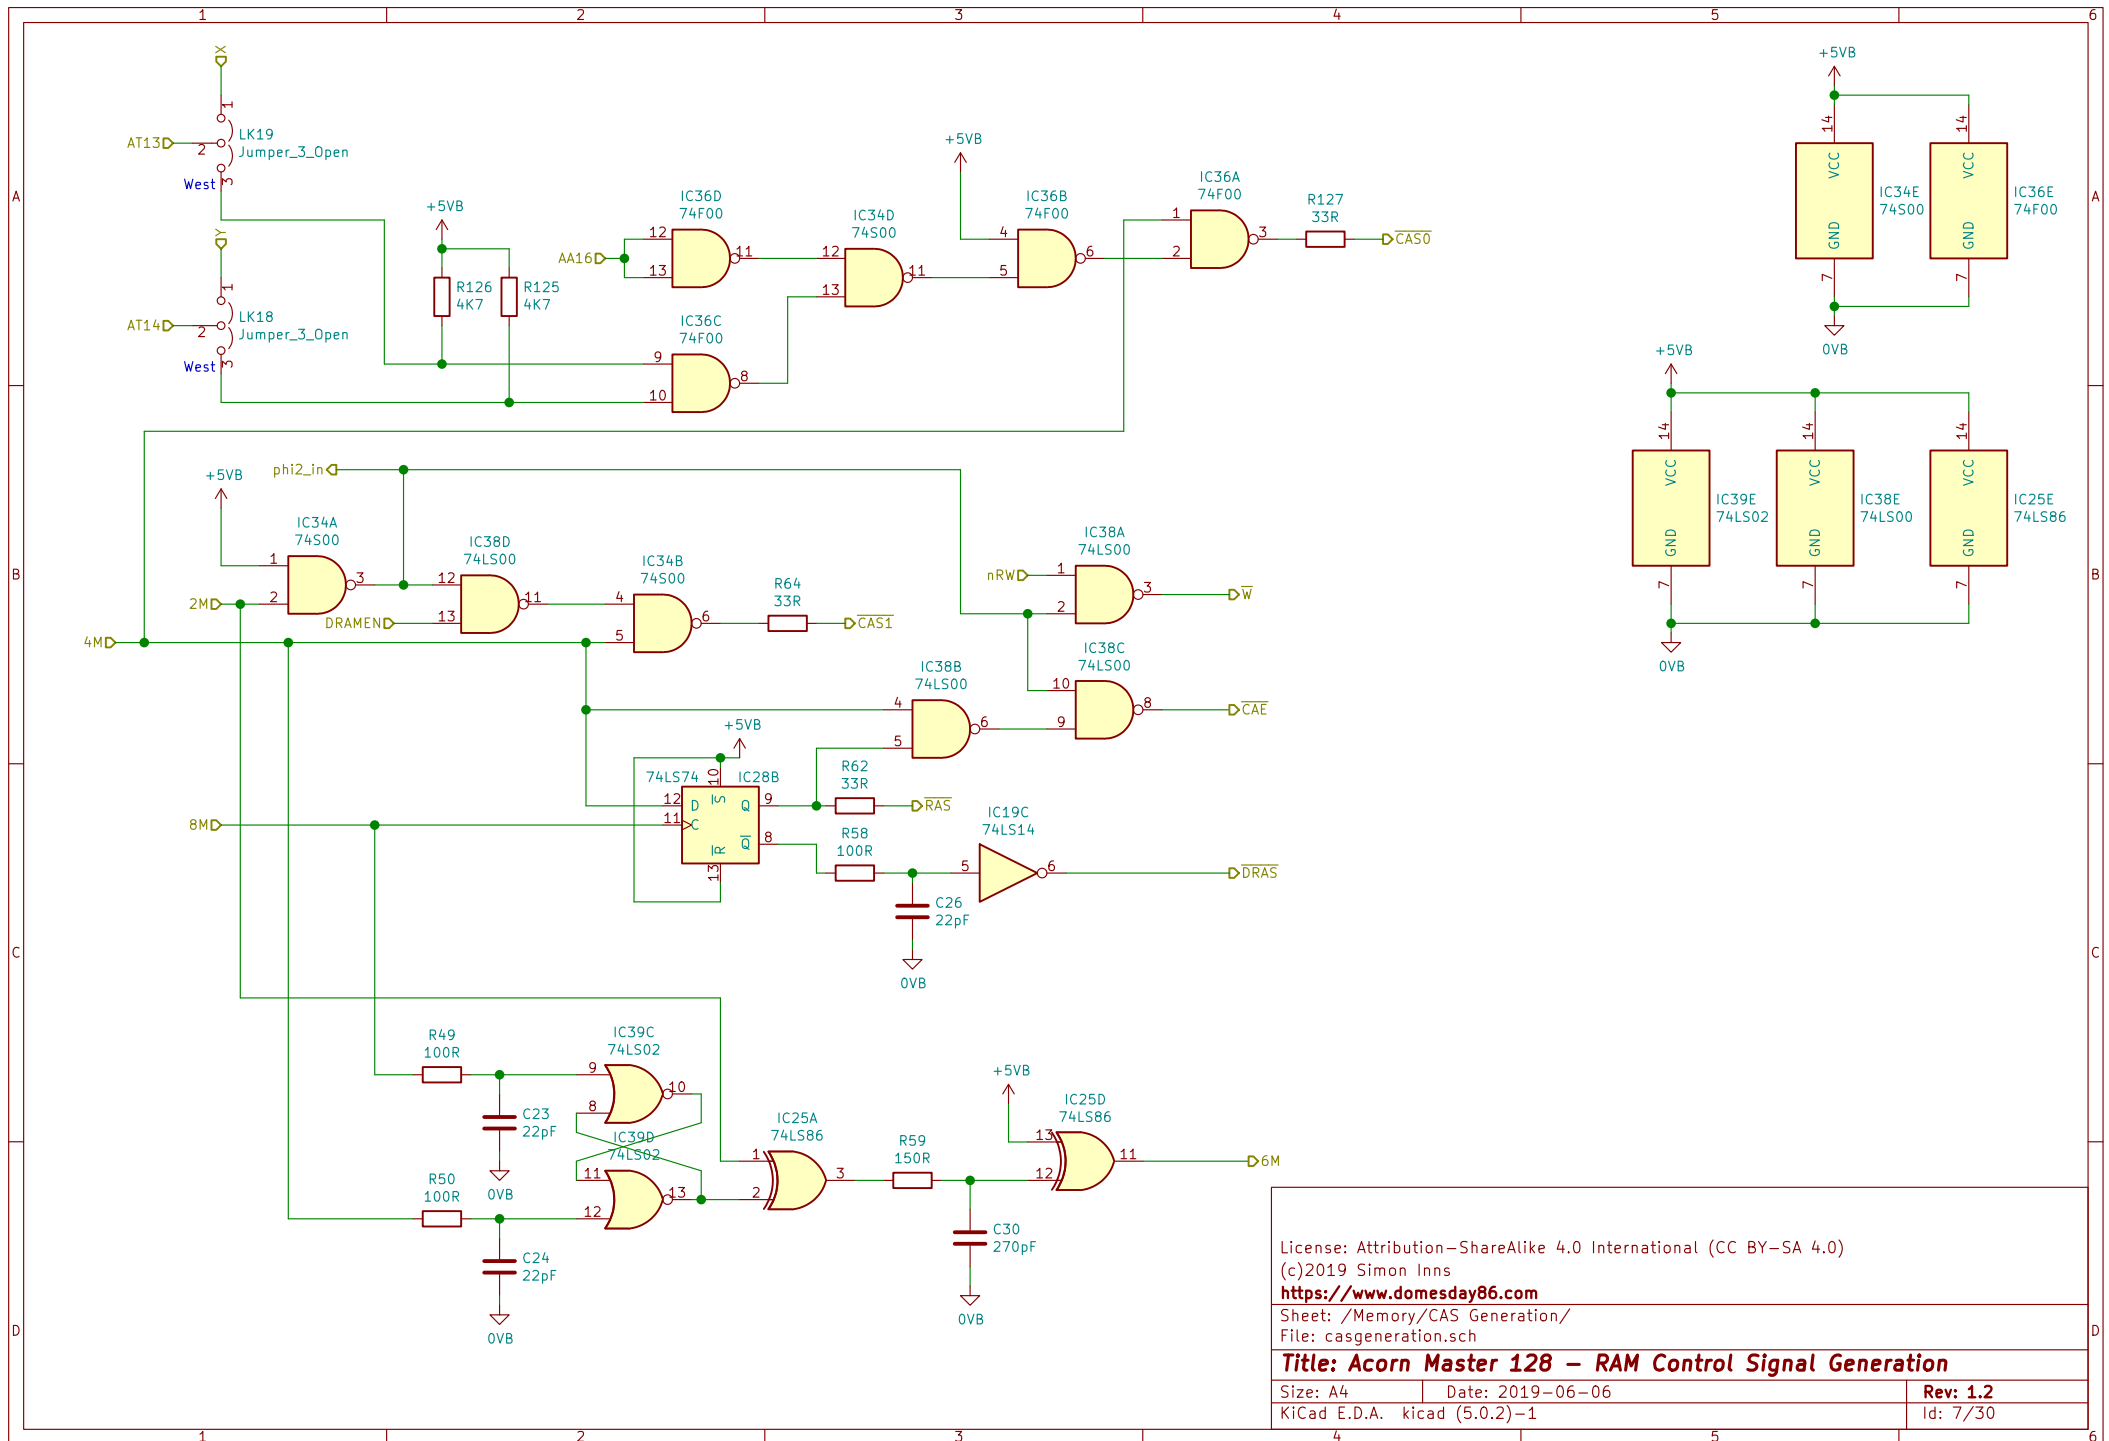 1 2 3 4 5 6
X
1
LK19
Jumper_3_Open
AT13
2
West
3
Y
1
LK18
Jumper_3_Open
AT14
2
West
3
+5VB
R126
4K7
R125
4K7
AA16
IC36D
74F00
12
13
11
IC36C
74F00
9
10
8
IC34D
74S00
12
13
11
+5VB
IC36B
74F00
4
5
6
IC36A
74F00
1
2
3
R127
33R
CAS0
+5VB
14
VCC
GND
7
IC34E
74S00
14
VCC
GND
7
IC36E
74F00
0VB
+5VB
14
VCC
GND
7
IC39E
74LS02
14
VCC
GND
7
IC38E
74LS00
14
VCC
GND
7
IC25E
74LS86
0VB
A
A
phi2_in
+5VB
IC34A
74S00
1
2
3
2M
4M
IC38D
74LS00
12
13
11
DRAMEN
IC34B
74S00
4
5
6
R64
33R
CAS1
nRW
IC38A
74LS00
1
2
3
W
IC38C
74LS00
10
9
8
CAE
IC38B
74LS00
4
5
6
B
B
+5VB
74LS74
IC28B
10
12
D
S
Q
9
11
C
8
Q
R
13
8M
R62
33R
RAS
R58
100R
IC19C
74LS14
5
6
DRAS
C26
22pF
0VB
C
C
R49
100R
C23
22pF
0VB
R50
100R
C24
22pF
0VB
IC39C
74LS02
9
8
10
IC39D
74LS02
11
12
13
IC25A
74LS86
1
2
3
R59
150R
C30
270pF
0VB
+5VB
IC25D
74LS86
13
12
11
6M
D
D
License: Attribution-ShareAlike 4.0 International (CC BY-SA 4.0)
(c)2019 Simon Inns
https://www.domesday86.com
Sheet: /Memory/CAS Generation/
File: casgeneration.sch
Title: Acorn Master 128 - RAM Control Signal Generation
Size: A4 Date: 2019-06-06 Rev: 1.2
KiCad E.D.A. kicad (5.0.2)-1 Id: 7/30
1 2 3 4 5 6